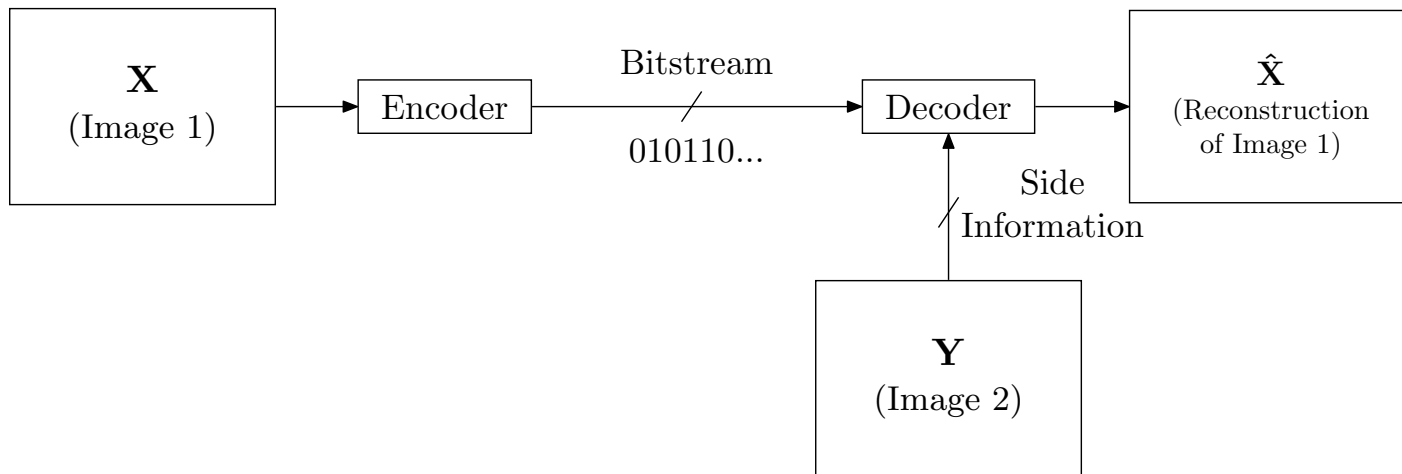 X
(Image 1)
Encoder
Bitstream
010110...
Decoder
X̂
(Reconstruction
of Image 1)
Side
Information
Y
(Image 2)